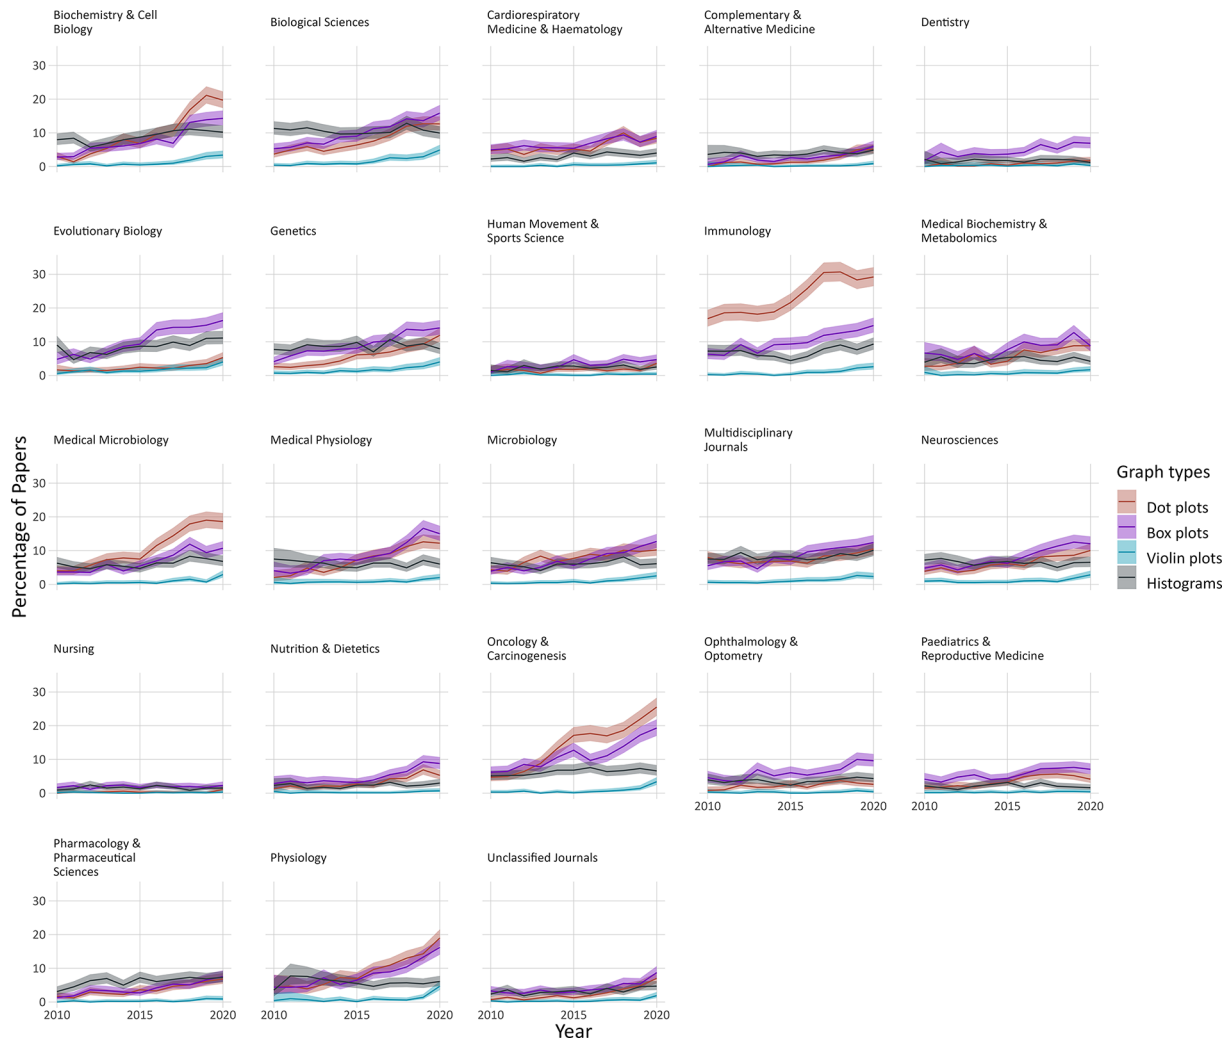 Biochemistry & Cell
Biology
Biological Sciences
Cardiorespiratory
Medicine & Haematology
Complementary &
Alternative Medicine
Dentistry
30
20
10
0
Evolutionary Biology
Genetics
Human Movement &
Sports Science
Immunology
Medical Biochemistry &
Metabolomics
30
20
10
0
Percentage of Papers
Medical Microbiology
Medical Physiology
Microbiology
Multidisciplinary
Journals
Neurosciences
30
20
10
0
Graph types
Dot plots
Box plots
Violin plots
Histograms
Nursing
Nutrition & Dietetics
Oncology &
Carcinogenesis
Ophthalmology &
Optometry
Paediatrics &
Reproductive Medicine
30
20
10
0
2010 2015 2020
2010 2015 2020
Pharmacology &
Pharmaceutical
Sciences
Physiology
Unclassified Journals
30
20
10
0
2010 2015 2020
2010 2015 2020
2010 2015 2020
Year